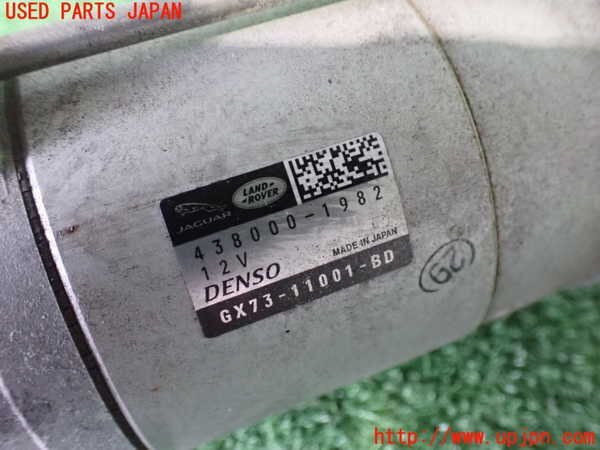 USED PARTS JAPAN
JAGUAR
LAND-
-ROVER
438000-1982
12V
DENSO
MADE IN JAPAN
GX73-11001-BD
29
http://www.upjpn.com